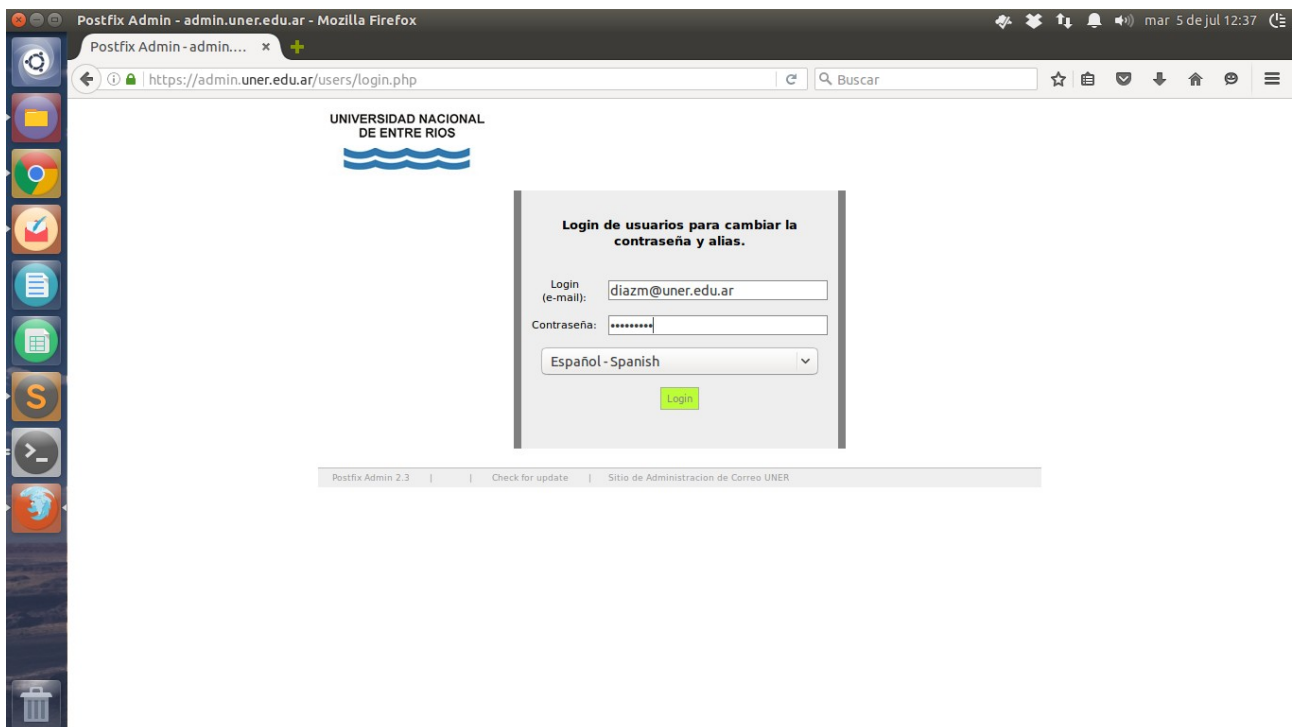 Postfix Admin - admin.uner.edu.ar - Mozilla Firefox
mar 5 de jul 12:37
Postfix Admin - admin....
https://admin.uner.edu.ar/users/login.php
Buscar
UNIVERSIDAD NACIONAL
DE ENTRE RIOS
Login de usuarios para cambiar la
contraseña y alias.
Login
(e-mail):
diazm@uner.edu.ar
Contraseña:
•••••••••
Español - Spanish
Login
Postfix Admin 2.3 | | Check for update | Sitio de Administracion de Correo UNER